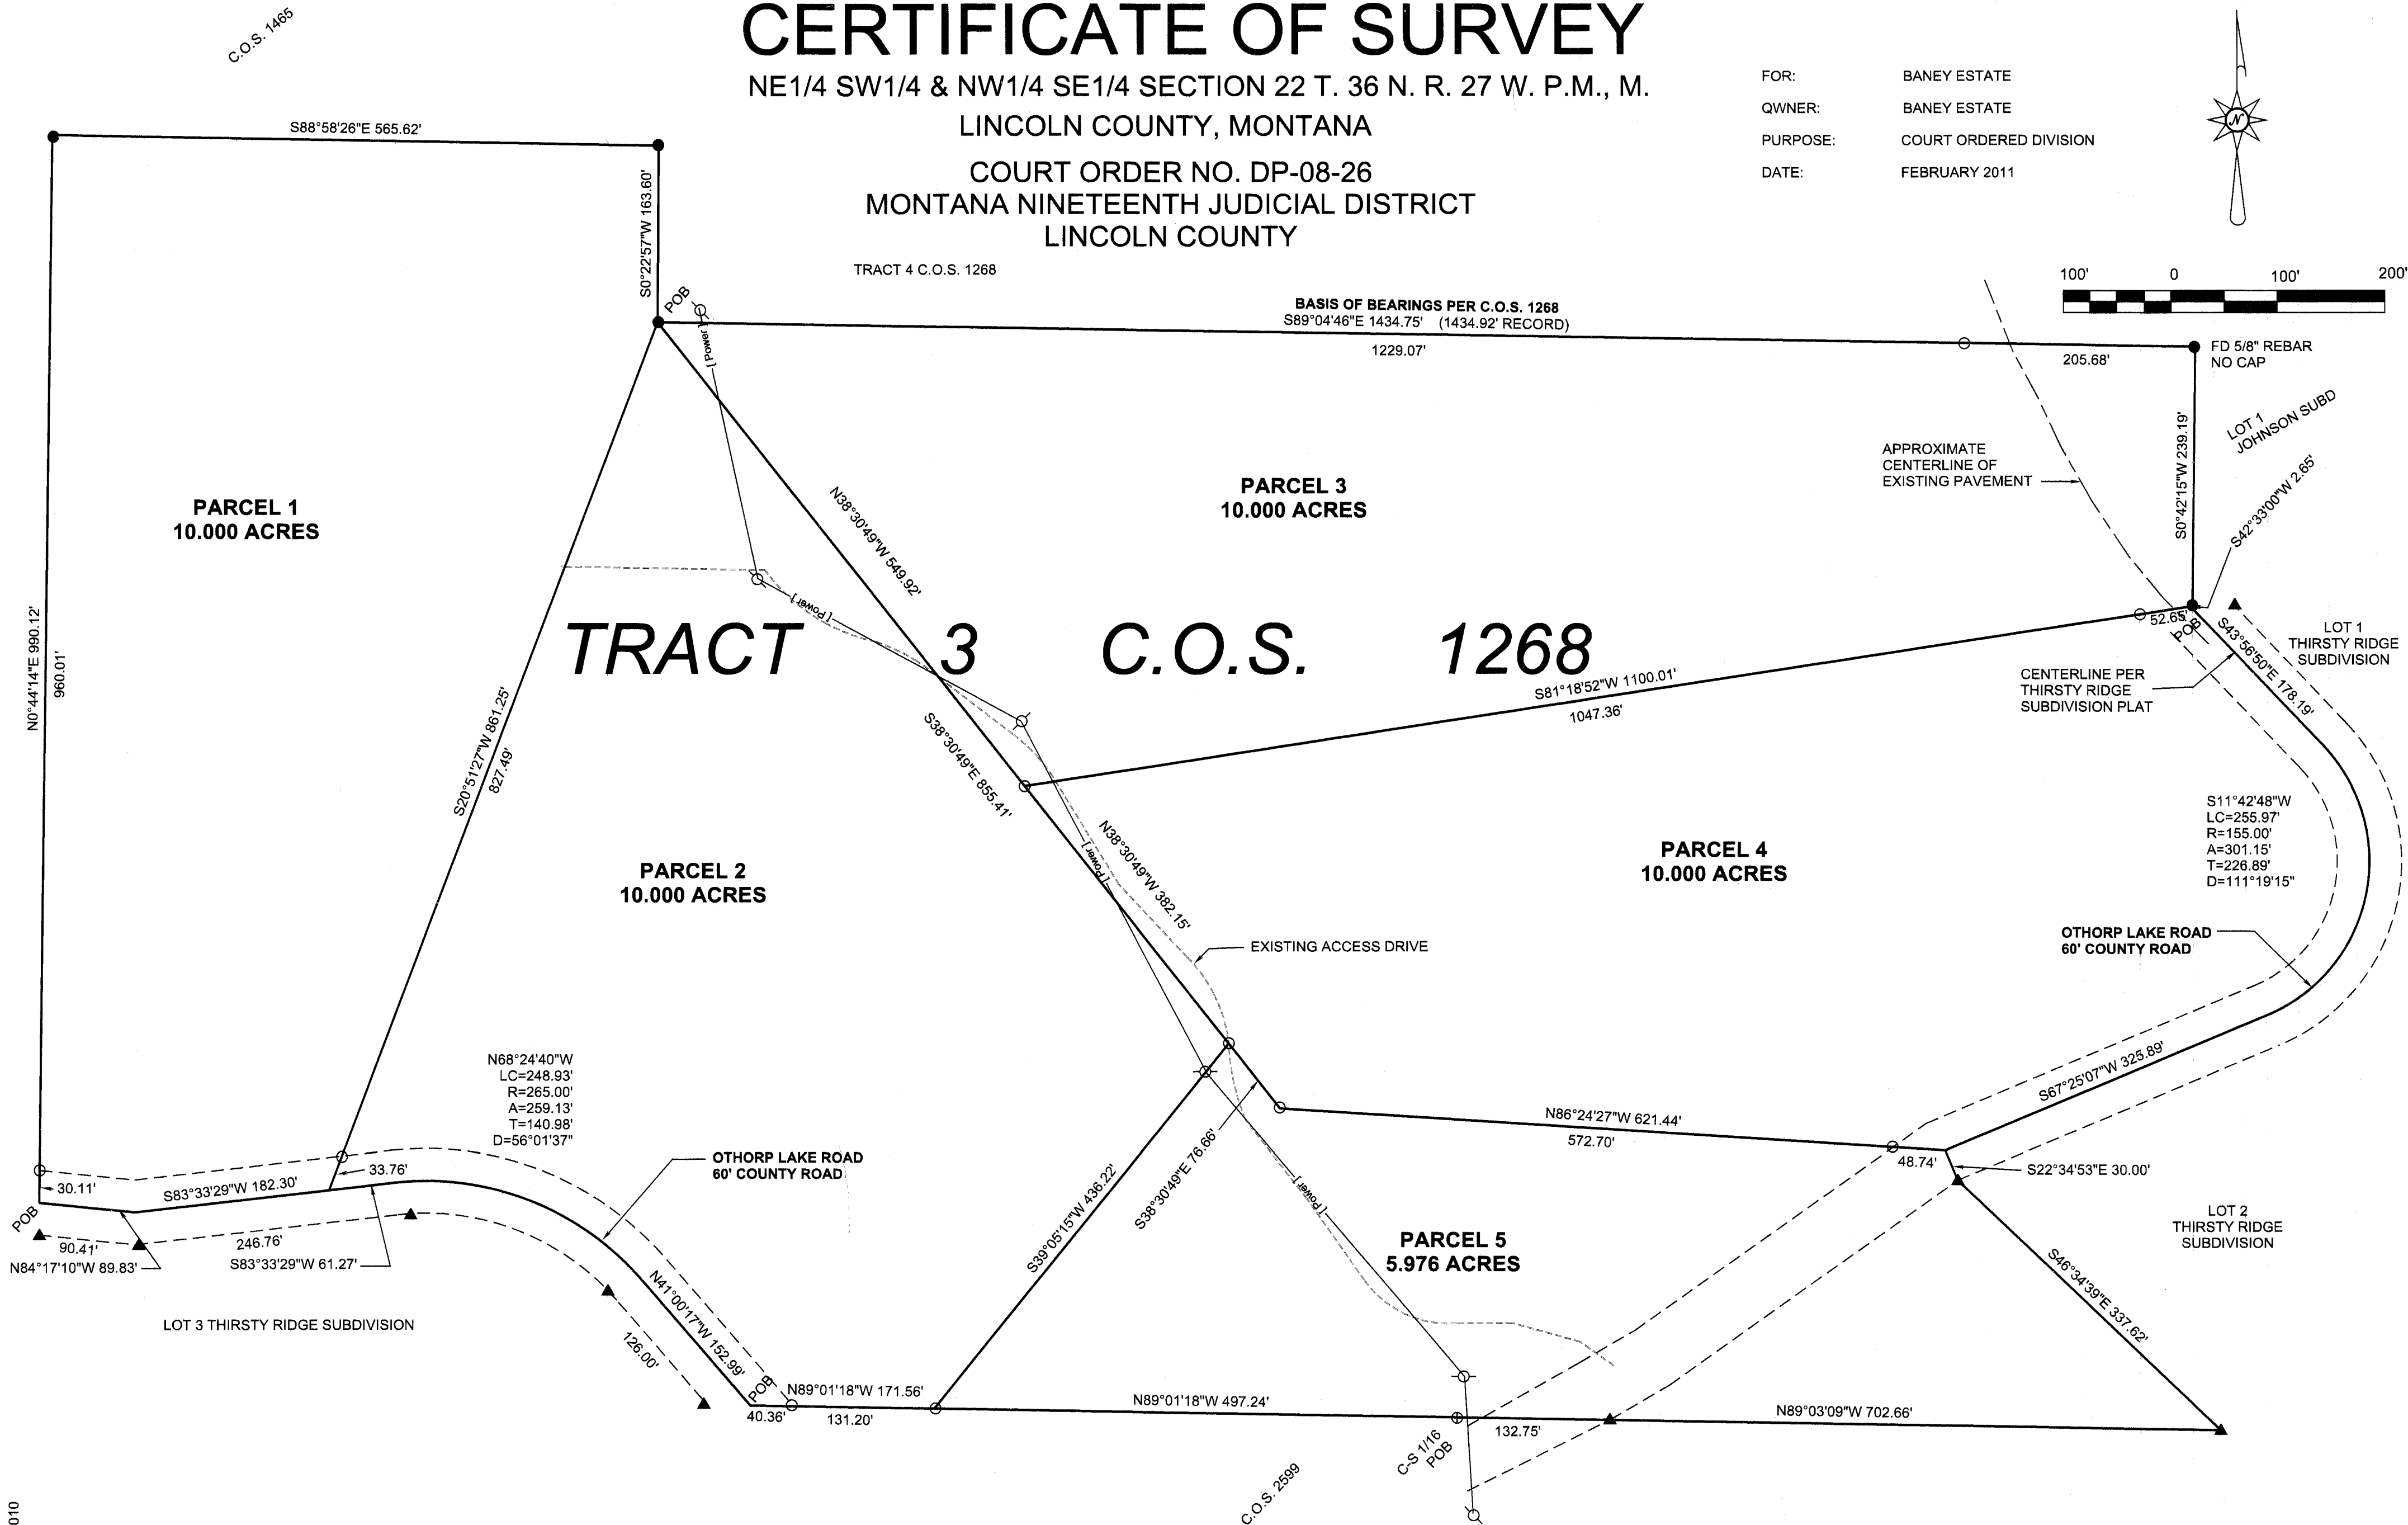 CERTIFICATE OF SURVEY
NE1/4 SW1/4 & NW1/4 SE1/4 SECTION 22 T. 36 N. R. 27 W. P.M., M.
LINCOLN COUNTY, MONTANA
COURT ORDER NO. DP-08-26
MONTANA NINETEENTH JUDICIAL DISTRICT
LINCOLN COUNTY
FOR: BANEY ESTATE
QWNER: BANEY ESTATE
PURPOSE: COURT ORDERED DIVISION
DATE: FEBRUARY 2011
N
100' 0 100' 200'
C.O.S. 1465
S88°58'26"E 565.62'
S0°22'57"W 163.60'
TRACT 4 C.O.S. 1268
POB
[ Power ]
BASIS OF BEARINGS PER C.O.S. 1268
S89°04'46"E 1434.75' (1434.92' RECORD)
1229.07'
205.68'
FD 5/8" REBAR
NO CAP
LOT 1
JOHNSON SUBD
S0°42'15"W 239.19'
S42°33'00"W 2.65'
APPROXIMATE
CENTERLINE OF
EXISTING PAVEMENT
PARCEL 1
10.000 ACRES
PARCEL 3
10.000 ACRES
N38°30'49"W 549.92'
[ Power ]
TRACT 3 C.O.S. 1268
N0°44'14"E 990.12'
960.01'
S20°51'27"W 861.25'
827.49'
S38°30'49"E 855.41'
S81°18'52"W 1100.01'
1047.36'
52.65'
POB
S43°56'50"E 178.19'
LOT 1
THIRSTY RIDGE
SUBDIVISION
CENTERLINE PER
THIRSTY RIDGE
SUBDIVISION PLAT
S11°42'48"W
LC=255.97'
R=155.00'
A=301.15'
T=226.89'
D=111°19'15"
PARCEL 2
10.000 ACRES
PARCEL 4
10.000 ACRES
[ Power ]
N38°30'49"W 382.15'
EXISTING ACCESS DRIVE
OTHORP LAKE ROAD
60' COUNTY ROAD
S67°25'07"W 325.89'
N68°24'40"W
LC=248.93'
R=265.00'
A=259.13'
T=140.98'
D=56°01'37"
OTHORP LAKE ROAD
60' COUNTY ROAD
N86°24'27"W 621.44'
572.70'
48.74'
S22°34'53"E 30.00'
S38°30'49"E 76.66'
S39°05'15"W 436.22'
[ Power ]
33.76'
30.11'
S83°33'29"W 182.30'
POB
90.41'
246.76'
N84°17'10"W 89.83'
S83°33'29"W 61.27'
LOT 3 THIRSTY RIDGE SUBDIVISION
N41°00'17"W 152.99'
126.00'
PARCEL 5
5.976 ACRES
LOT 2
THIRSTY RIDGE
SUBDIVISION
S46°34'39"E 337.62'
POB
N89°01'18"W 171.56'
40.36'
131.20'
N89°01'18"W 497.24'
132.75'
N89°03'09"W 702.66'
C-S 1/16
POB
C.O.S. 2599
010